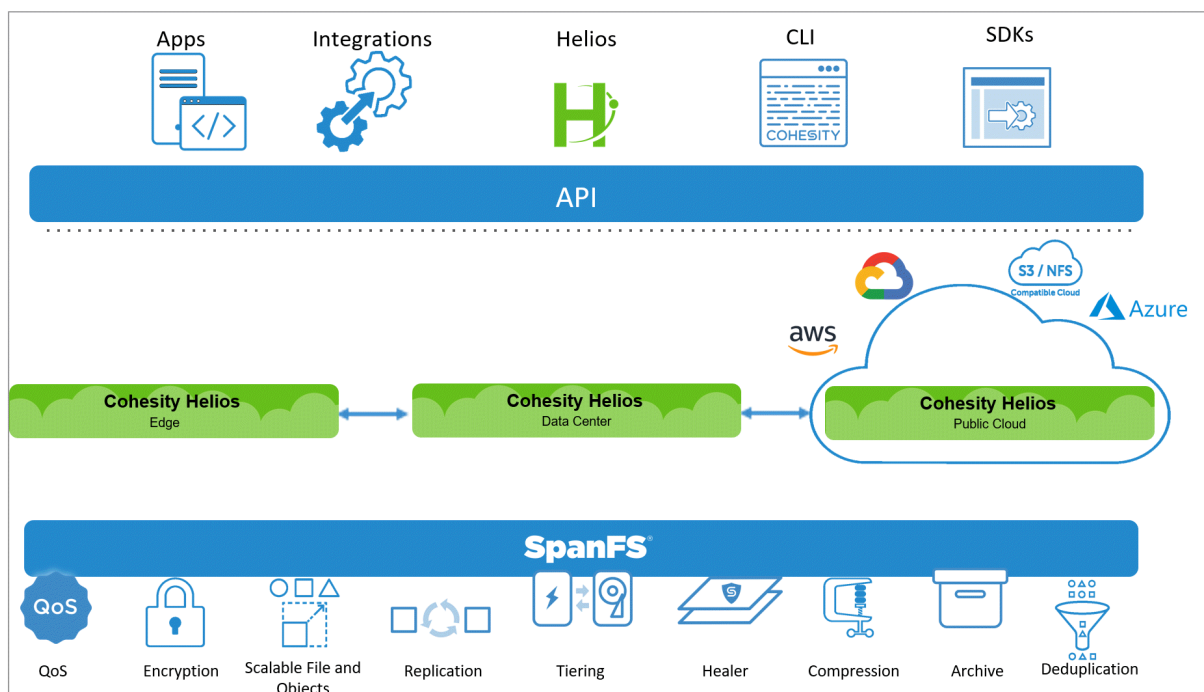 Apps
Integrations
Helios
CLI
SDKs
</>
COHESITY
API
S3 / NFS
Compatible Cloud
Azure
aws
Cohesity Helios
Edge
Cohesity Helios
Data Center
Cohesity Helios
Public Cloud
SpanFS®
QoS
S
QoS
Encryption
Scalable File and
Objects
Replication
Tiering
Healer
Compression
Archive
Deduplication